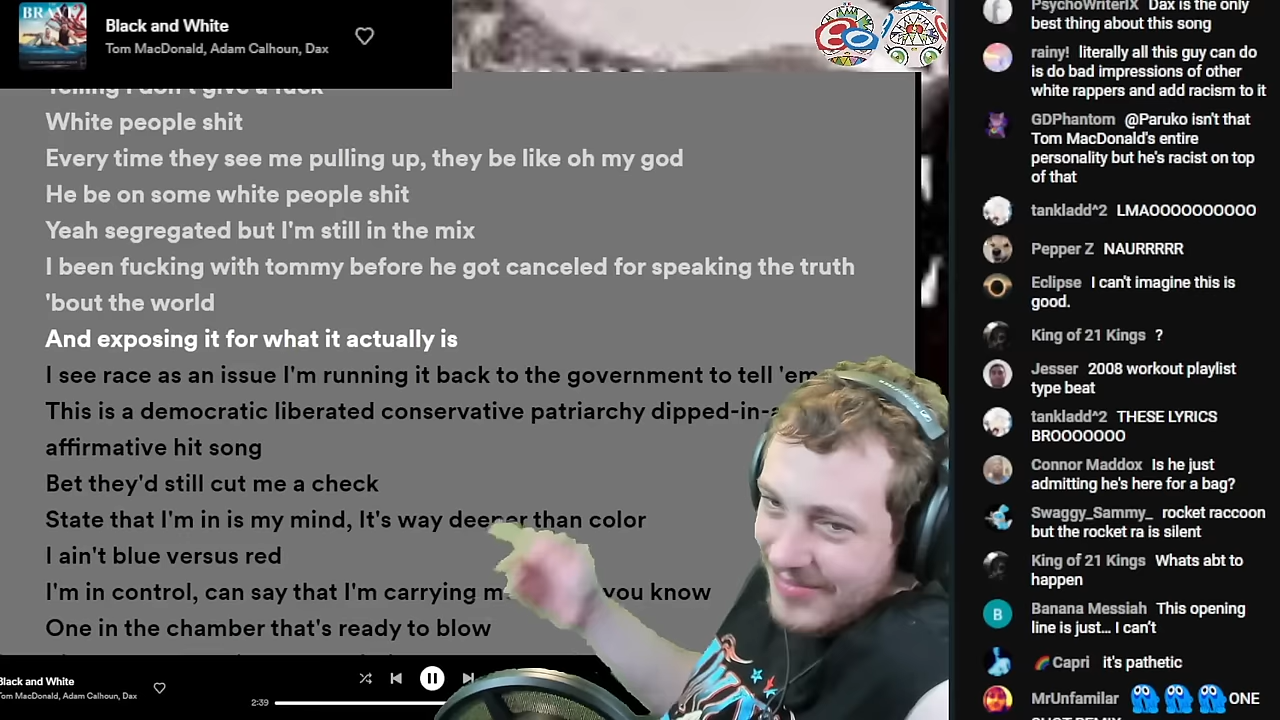 BRAVE
Black and White
Tom MacDonald, Adam Calhoun, Dax
Telling I don't give a fuck
White people shit
Every time they see me pulling up, they be like oh my god
He be on some white people shit
Yeah segregated but I'm still in the mix
I been fucking with tommy before he got canceled for speaking the truth
'bout the world
And exposing it for what it actually is
I see race as an issue I'm running it back to the government to tell 'em
This is a democratic liberated conservative patriarchy dipped-in-a
affirmative hit song
Bet they'd still cut me a check
State that I'm in is my mind, It's way deeper than color
I ain't blue versus red
I'm in control, can say that I'm carrying you know
One in the chamber that's ready to blow
Black and White
Tom MacDonald, Adam Calhoun, Dax
2:39
PsychoWriterIX Dax is the only
best thing about this song
rainy! literally all this guy can do
is do bad impressions of other
white rappers and add racism to it
GDPhantom @Paruko isn't that
Tom MacDonald's entire
personality but he's racist on top
of that
tankladd^2 LMAOOOOOOOOOO
Pepper Z NAURRRRR
Eclipse I can't imagine this is
good.
King of 21 Kings ?
Jesser 2008 workout playlist
type beat
tankladd^2 THESE LYRICS
BROOOOOOO
Connor Maddox Is he just
admitting he's here for a bag?
Swaggy_Sammy_ rocket raccoon
but the rocket ra is silent
King of 21 Kings Whats abt to
happen
B
Banana Messiah This opening
line is just... I can't
Capri it's pathetic
MrUnfamilar ONE
SHOT REMIX